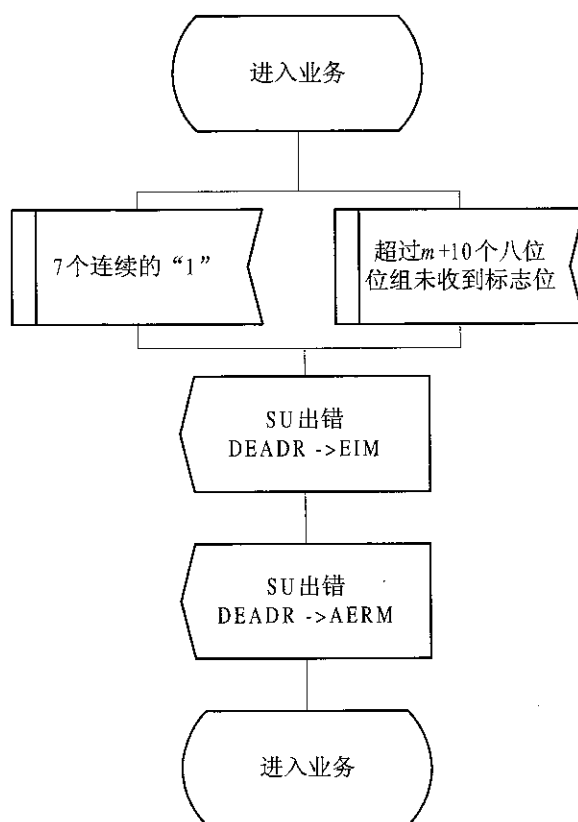 进入业务
7个连续的“1”
超过m+10个八位
位组未收到标志位
SU出错
DEADR ->EIM
SU出错
DEADR ->AERM
进入业务